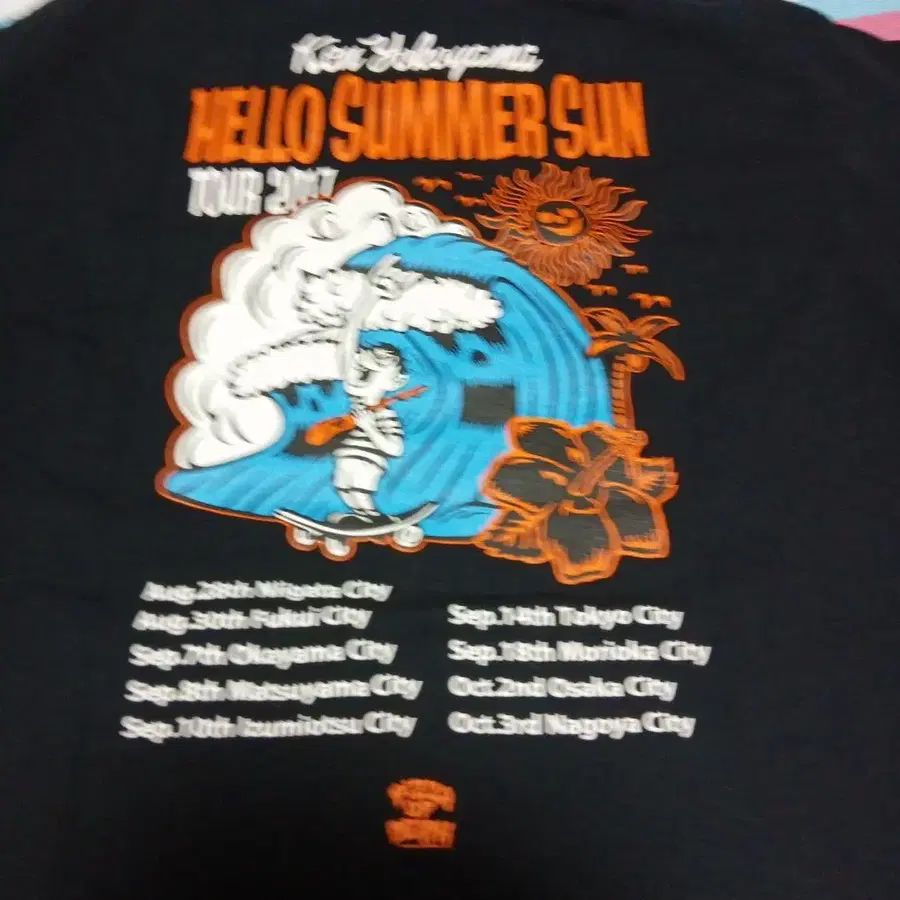 Ken Yokoyama
HELLO SUMMER SUN
TOUR 2017
Aug.28th Niigata City
Aug.30th Fukui City
Sep.7th Okayama City
Sep.8th Matsuyama City
Sep.10th Izumiotsu City
Sep.14th Tokyo City
Sep.18th Morioka City
Oct.2nd Osaka City
Oct.3rd Nagoya City